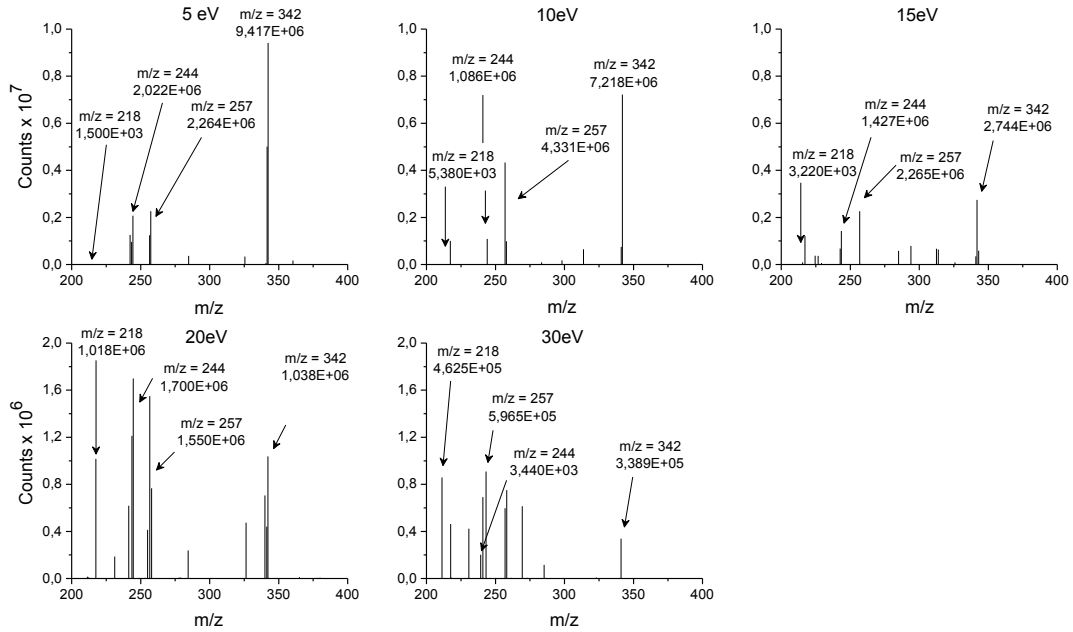 5 eV
m/z = 342
9,417E+06
m/z = 244
2,022E+06
m/z = 257
2,264E+06
m/z = 218
1,500E+03
Counts x 10^7
1,0
0,8
0,6
0,4
0,2
0,0
200 250 300 350 400
m/z
10eV
m/z = 244
1,086E+06
m/z = 342
7,218E+06
m/z = 257
4,331E+06
m/z = 218
5,380E+03
1,0
0,8
0,6
0,4
0,2
0,0
200 250 300 350 400
m/z
15eV
m/z = 244
1,427E+06
m/z = 342
2,744E+06
m/z = 218
3,220E+03
m/z = 257
2,265E+06
1,0
0,8
0,6
0,4
0,2
0,0
200 250 300 350 400
m/z
20eV
m/z = 218
1,018E+06
m/z = 244
1,700E+06
m/z = 342
1,038E+06
m/z = 257
1,550E+06
Counts x 10^6
2,0
1,6
1,2
0,8
0,4
0,0
200 250 300 350 400
m/z
30eV
m/z = 218
4,625E+05
m/z = 257
5,965E+05
m/z = 244
3,440E+03
m/z = 342
3,389E+05
2,0
1,6
1,2
0,8
0,4
0,0
200 250 300 350 400
m/z